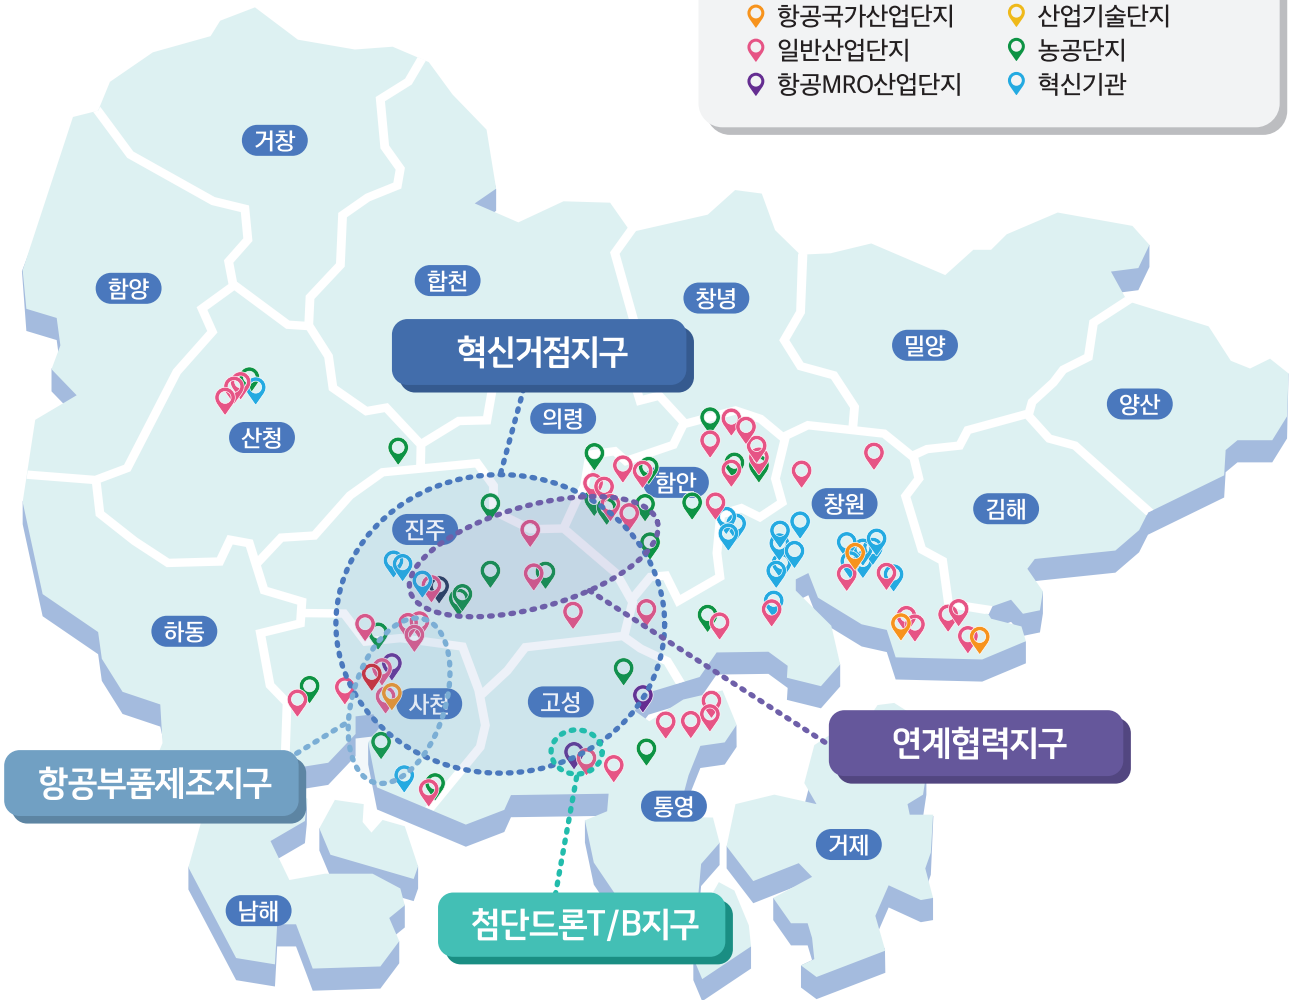 항공국가산업단지
산업기술단지
일반산업단지
농공단지
항공MRO산업단지
혁신기관
거창
합천
함양
창녕
밀양
혁신거점지구
양산
의령
산청
함안
창원
김해
진주
하동
사천
고성
연계협력지구
항공부품제조지구
통영
거제
남해
첨단드론T/B지구